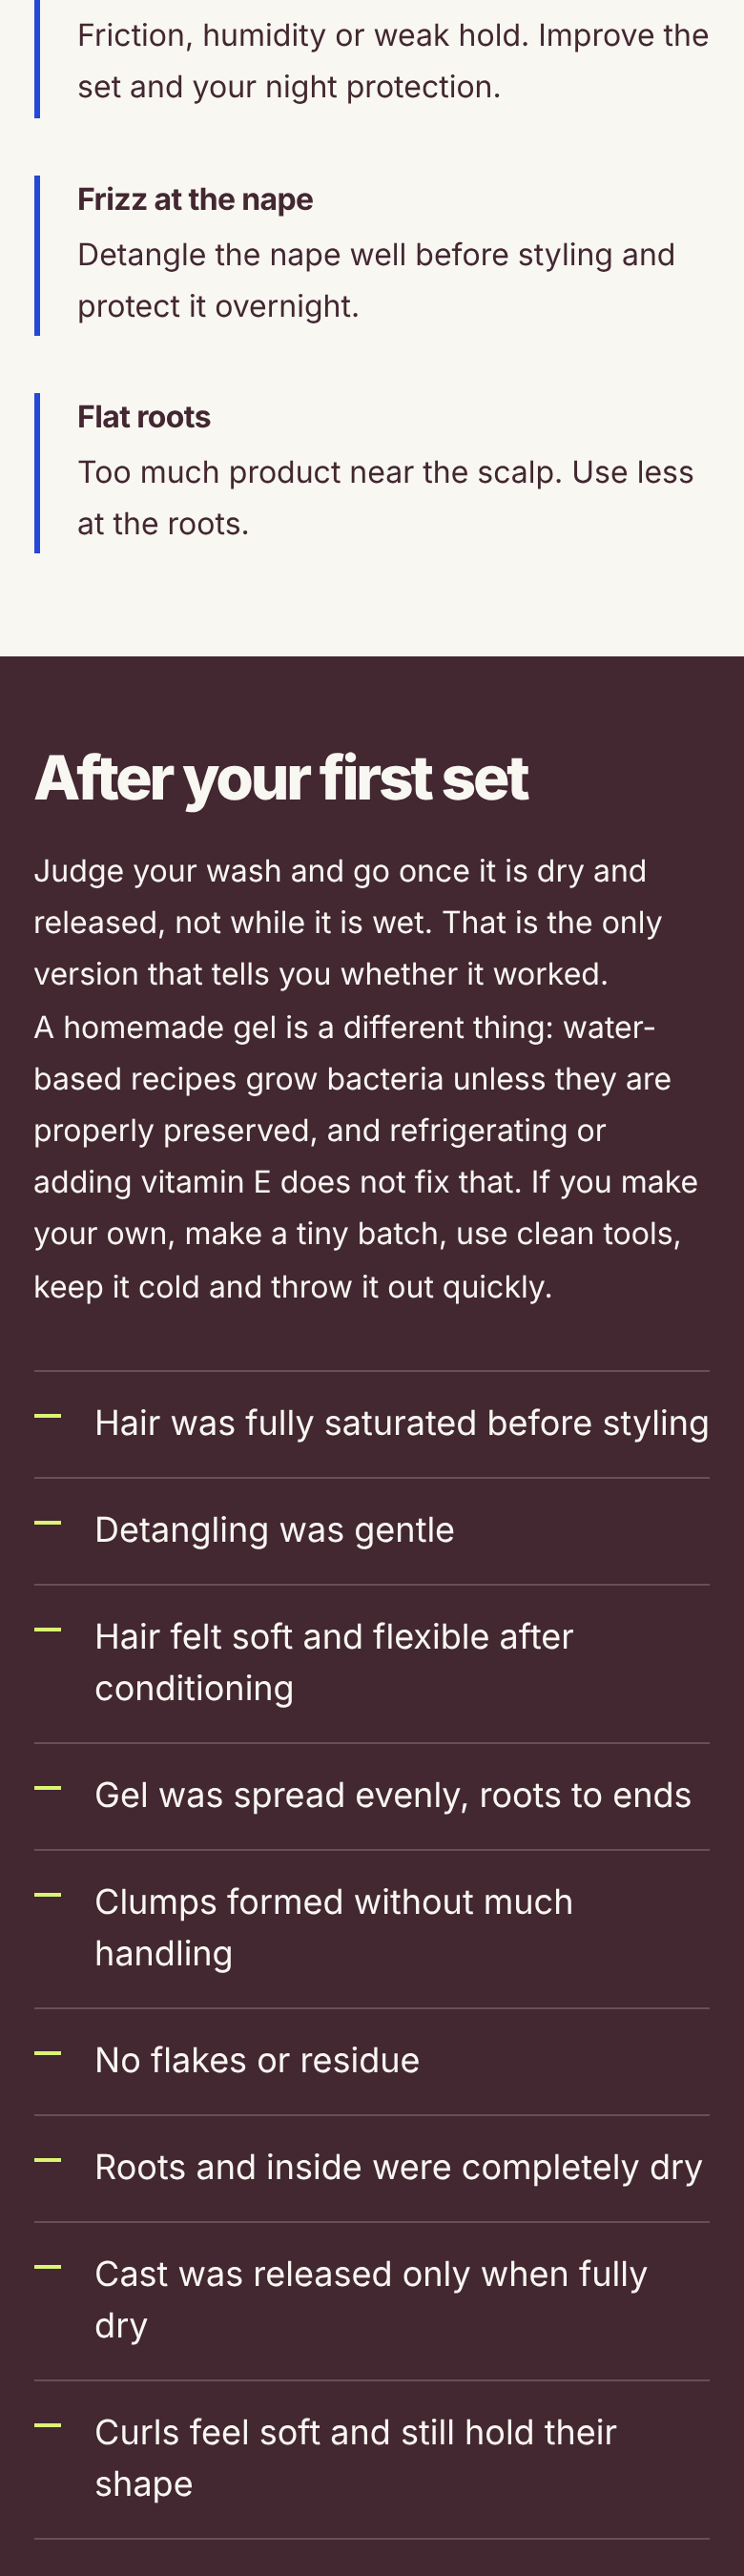 Friction, humidity or weak hold. Improve the
set and your night protection.
Frizz at the nape
Detangle the nape well before styling and
protect it overnight.
Flat roots
Too much product near the scalp. Use less
at the roots.
After your first set
Judge your wash and go once it is dry and
released, not while it is wet. That is the only
version that tells you whether it worked.
A homemade gel is a different thing: water-
based recipes grow bacteria unless they are
properly preserved, and refrigerating or
adding vitamin E does not fix that. If you make
your own, make a tiny batch, use clean tools,
keep it cold and throw it out quickly.
Hair was fully saturated before styling
Detangling was gentle
Hair felt soft and flexible after
conditioning
Gel was spread evenly, roots to ends
Clumps formed without much
handling
No flakes or residue
Roots and inside were completely dry
Cast was released only when fully
dry
Curls feel soft and still hold their
shape